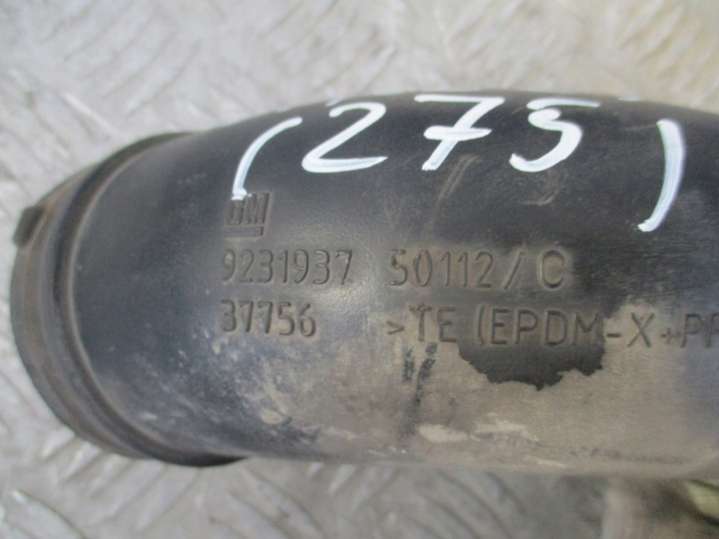 (275)
GM
9231937 50112/C
37756 >TE (EPDM-X+PP